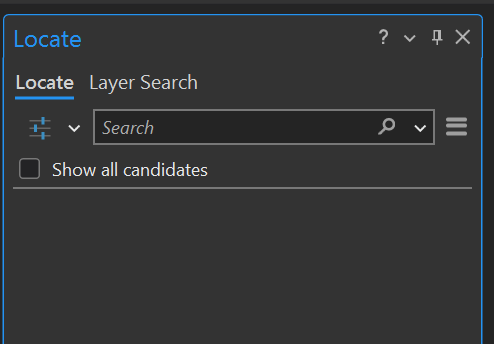 Locate ?
Locate Layer Search
Search
Show all candidates